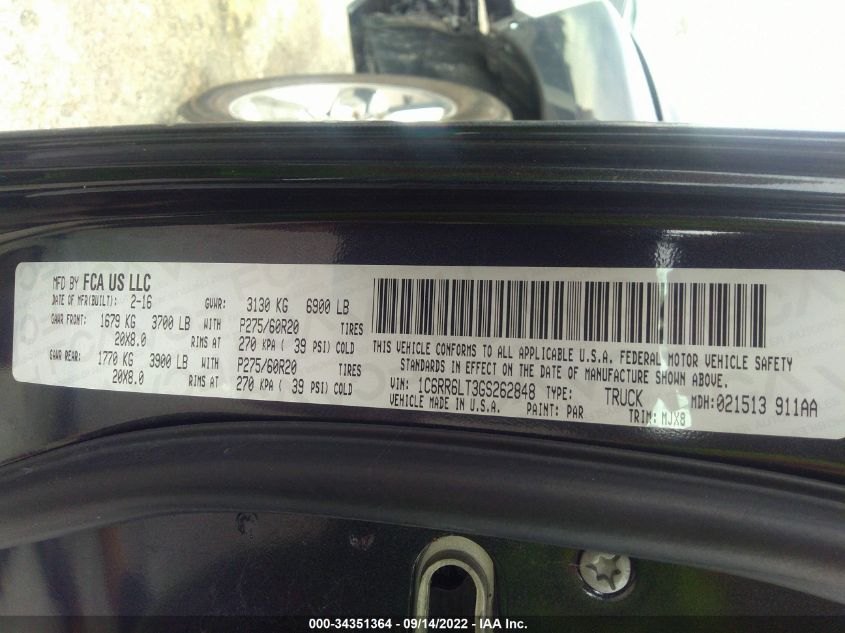 MFD BY FCA US LLC
DATE OF MFR(BUILT): 2-16 GVWR: 3130 KG 6900 LB
GAWR FRONT: 1679 KG 3700 LB WITH P275/60R20 TIRES
20X8.0 RIMS AT 270 KPA ( 39 PSI) COLD
GAWR REAR: 1770 KG 3900 LB WITH P275/60R20 TIRES
20X8.0 RIMS AT 270 KPA ( 39 PSI) COLD
THIS VEHICLE CONFORMS TO ALL APPLICABLE U.S.A. FEDERAL MOTOR VEHICLE SAFETY
STANDARDS IN EFFECT ON THE DATE OF MANUFACTURE SHOWN ABOVE.
VIN: 1C6RR6LT3GS262848 TYPE: TRUCK MDH: 021513 911AA
VEHICLE MADE IN U.S.A. PAINT: PAR TRIM: MJX8
000-34351364 - 09/14/2022 - IAA Inc.